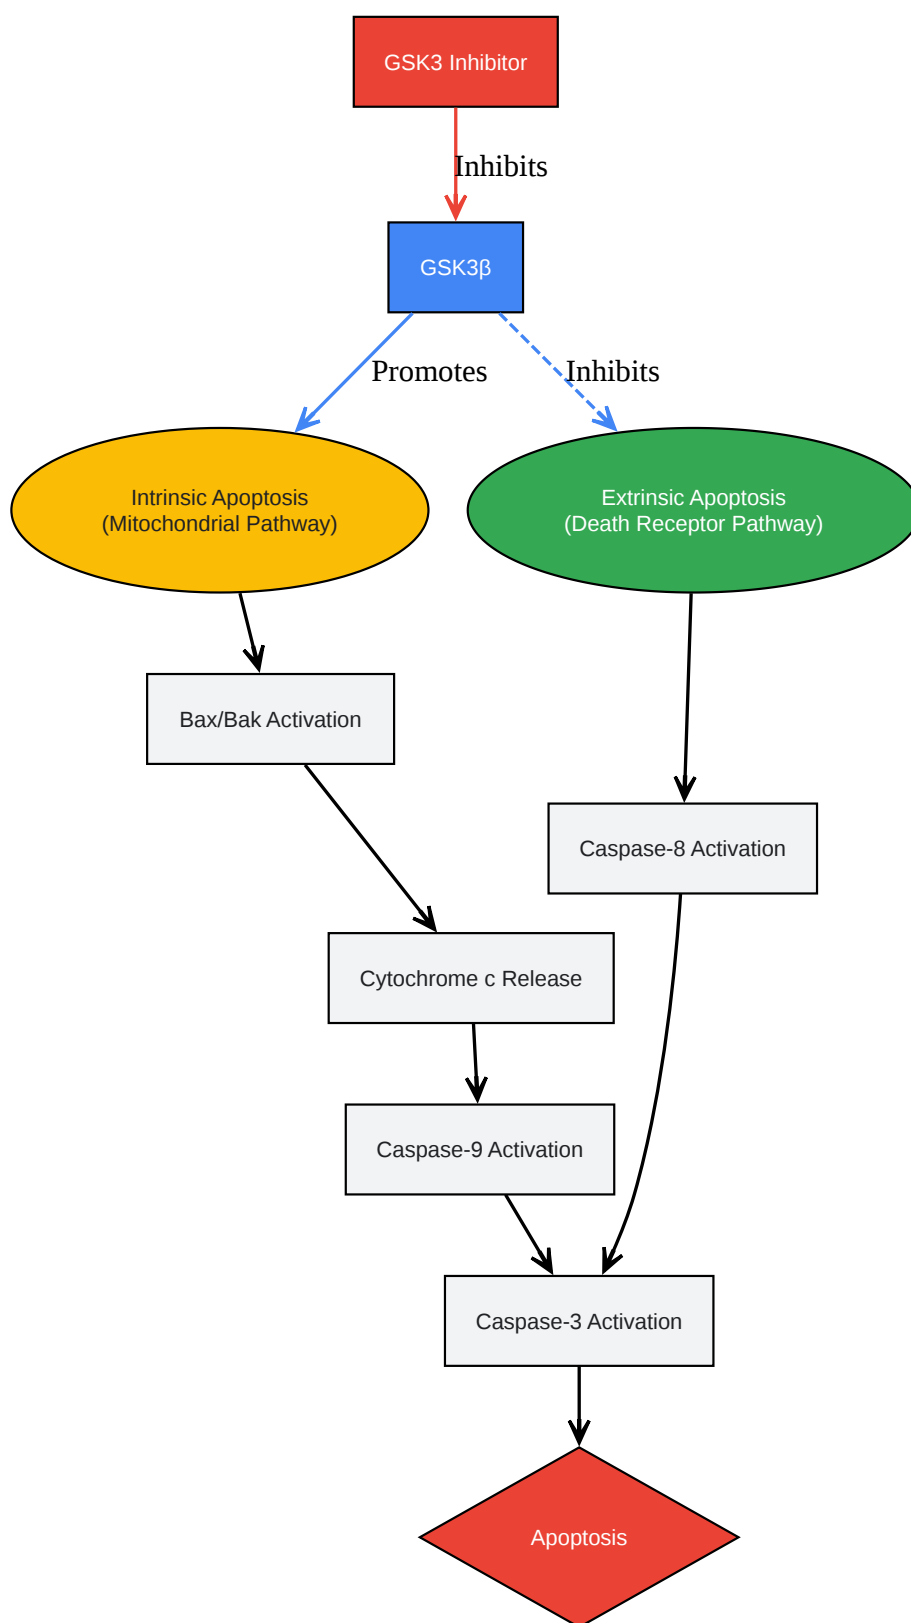 GSK3 Inhibitor
Inhibits
GSK3β
Promotes
Inhibits
Intrinsic Apoptosis
(Mitochondrial Pathway)
Extrinsic Apoptosis
(Death Receptor Pathway)
Bax/Bak Activation
Caspase-8 Activation
Cytochrome c Release
Caspase-9 Activation
Caspase-3 Activation
Apoptosis